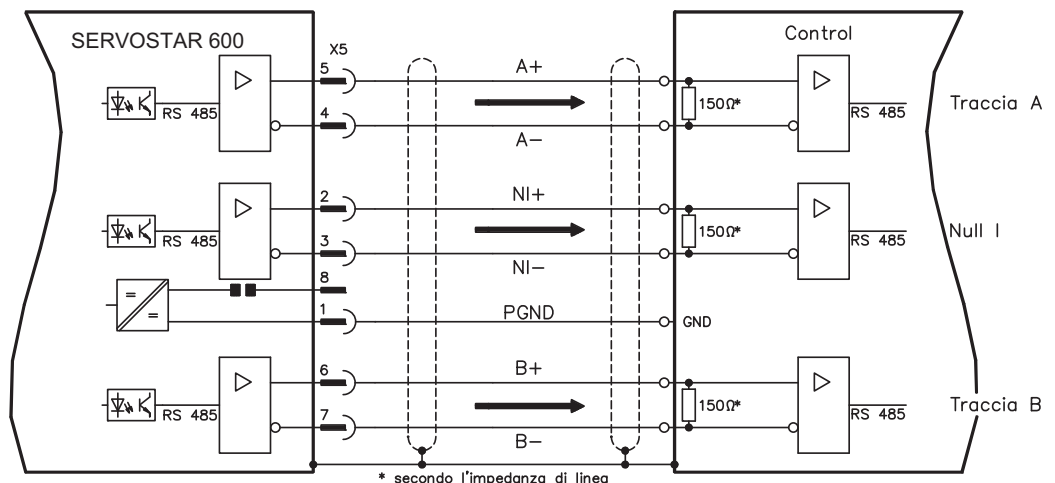 SERVOSTAR 600
X5
Control
5
A+
RS 485
150Ω*
RS 485
Traccia A
4
A-
2
NI+
RS 485
150Ω*
RS 485
Null I
3
NI-
8
=
=
1
PGND
GND
6
B+
RS 485
150Ω*
RS 485
Traccia B
7
B-
* secondo l'impedanza di linea